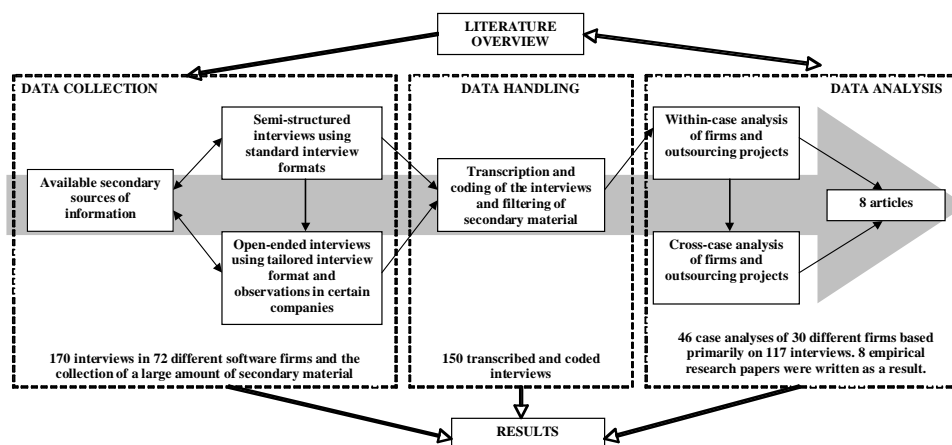 LITERATURE
OVERVIEW
DATA COLLECTION
Available secondary
sources of
information
Semi-structured
interviews using
standard interview
formats
Open-ended interviews
using tailored interview
format and
observations in certain
companies
170 interviews in 72 different software firms and the
collection of a large amount of secondary material
DATA HANDLING
Transcription and
coding of the interviews
and filtering of
secondary material
150 transcribed and coded
interviews
DATA ANALYSIS
Within-case analysis
of firms and
outsourcing projects
Cross-case analysis
of firms and
outsourcing projects
8 articles
46 case analyses of 30 different firms based
primarily on 117 interviews. 8 empirical
research papers were written as a result.
RESULTS